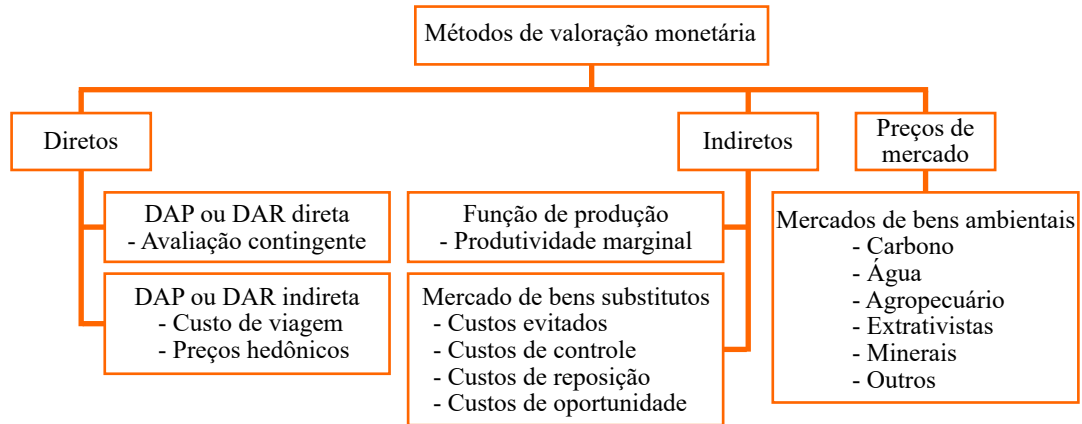 Métodos de valoração monetária
Diretos
Indiretos
Preços de
mercado
DAP ou DAR direta
- Avaliação contingente
DAP ou DAR indireta
- Custo de viagem
- Preços hedônicos
Função de produção
- Produtividade marginal
Mercado de bens substitutos
- Custos evitados
- Custos de controle
- Custos de reposição
- Custos de oportunidade
Mercados de bens ambientais
- Carbono
- Água
- Agropecuário
- Extrativistas
- Minerais
- Outros